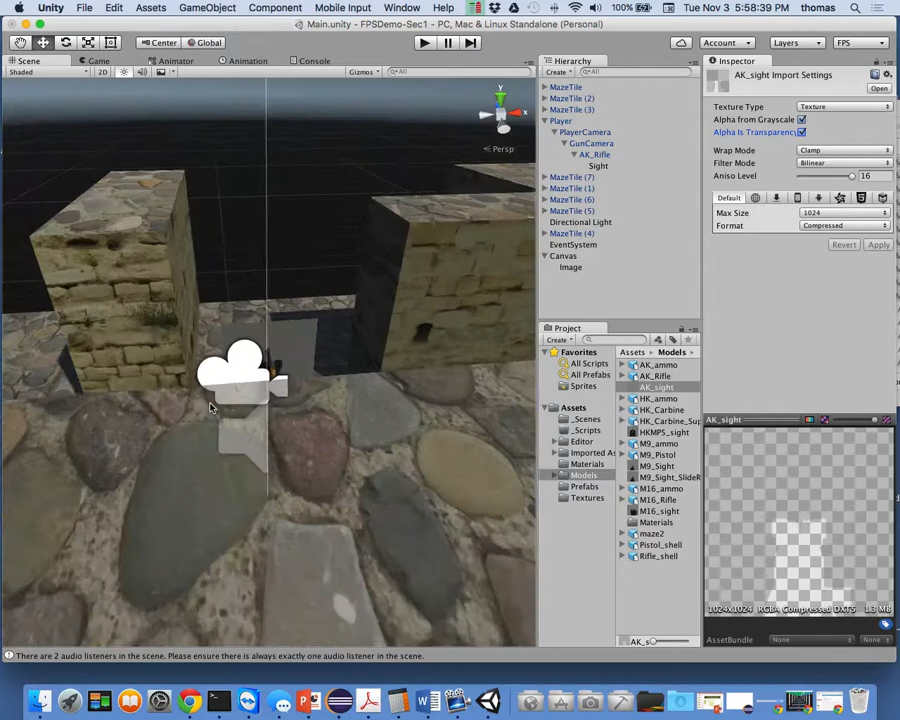 Unity File Edit Assets GameObject Component Mobile Input Window Help 100% Tue Nov 3 5:58:39 PM thomas
Main.unity - FPSDemo-Sec1 - PC, Mac & Linux Standalone (Personal)
Center Global Account Layers FPS
Scene Game Animator Animation Console
Shaded 2D Gizmos All
y
x
Persp
Hierarchy
Create All
MazeTile
MazeTile (2)
MazeTile (3)
Player
PlayerCamera
GunCamera
AK_Rifle
Sight
MazeTile (7)
MazeTile (1)
MazeTile (6)
MazeTile (5)
Directional Light
MazeTile (4)
EventSystem
Canvas
Image
Project
Create
Favorites
All Scripts
All Prefabs
Sprites
Assets
_Scenes
_Scripts
Editor
Imported As
Materials
Models
Prefabs
Textures
Assets Models
AK_ammo
AK_Rifle
AK_sight
HK_ammo
HK_Carbine
HK_Carbine_Sup
HKMP5_sight
M9_ammo
M9_Pistol
M9_Sight
M9_Sight_SlideR
M16_ammo
M16_Rifle
M16_sight
Materials
maze2
Pistol_shell
Rifle_shell
AK_s
Inspector
AK_sight Import Settings
Open
Texture Type Texture
Alpha from Grayscale
Alpha Is Transparency
Wrap Mode Clamp
Filter Mode Bilinear
Aniso Level 16
Default
Max Size 1024
Format Compressed
Revert Apply
AK_sight
1024x1024 RGBA Compressed DXT5 1.3 MB
AssetBundle None None
There are 2 audio listeners in the scene. Please ensure there is always exactly one audio listener in the scene.